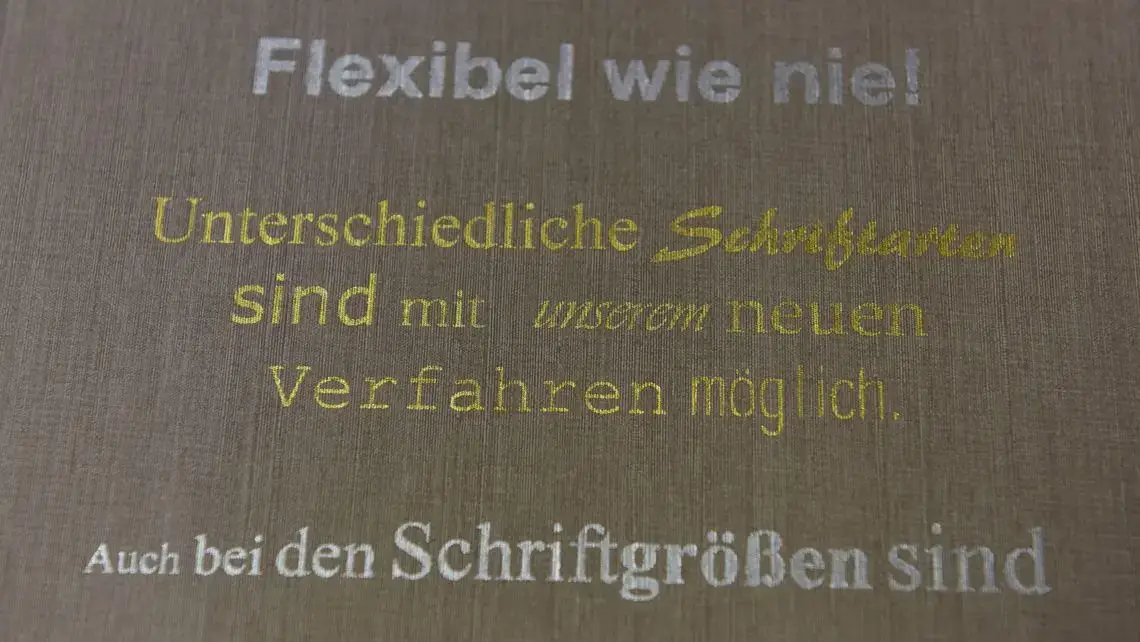 Flexibel wie nie!
Unterschiedliche Schriftarten
sind mit unserem neuen
Verfahren möglich.
Auch bei den Schriftgrößen sind